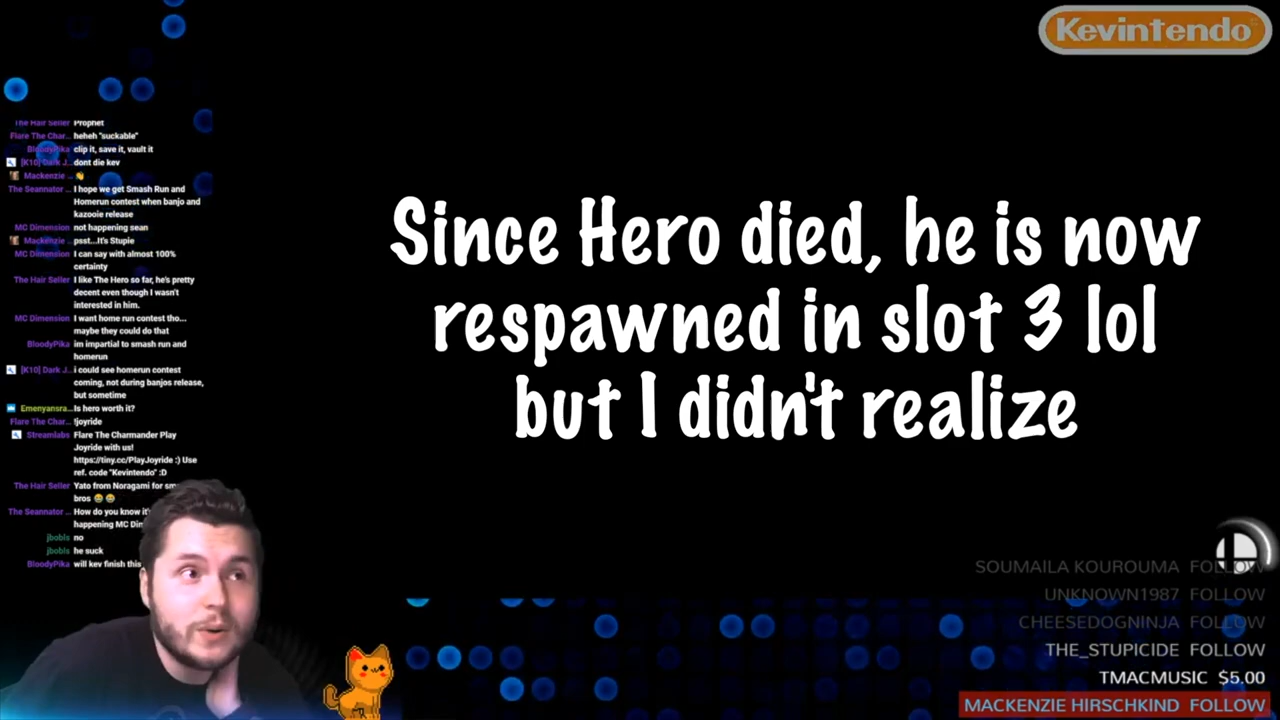 Kevintendo
The Hair Seller Prophet
Flare The Char... heheh "suckable"
BloodyPika clip it, save it, vault it
[K10] Dark J... dont die kev
Mackenzie ... 👏
The Seannator ... I hope we get Smash Run and
Homerun contest when banjo and
kazooie release
MC Dimension not happening sean
Mackenzie ... psst...It's Stupie
MC Dimension I can say with almost 100%
certainty
The Hair Seller I like The Hero so far, he's pretty
decent even though I wasn't
interested in him.
MC Dimension I want home run contest tho...
maybe they could do that
BloodyPika im impartial to smash run and
homerun
[K10] Dark J... i could see homerun contest
coming, not during banjos release,
but sometime
Emenyansra... Is hero worth it?
Flare The Char... !joyride
Streamlabs Flare The Charmander Play
Joyride with us!
https://tiny.cc/PlayJoyride :) Use
ref. code "Kevintendo" :D
The Hair Seller Yato from Noragami for sm
bros 😂😂
The Seannator ... How do you know it'
happening MC Dim
jbobls no
jbobls he suck
BloodyPika will kev finish this
Since Hero died, he is now
respawned in slot 3 lol
but I didn't realize
SOUMAILA KOUROUMA FOLLOW
UNKNOWN1987 FOLLOW
CHEESEDOGNINJA FOLLOW
THE_STUPICIDE FOLLOW
TMACMUSIC $5.00
MACKENZIE HIRSCHKIND FOLLOW